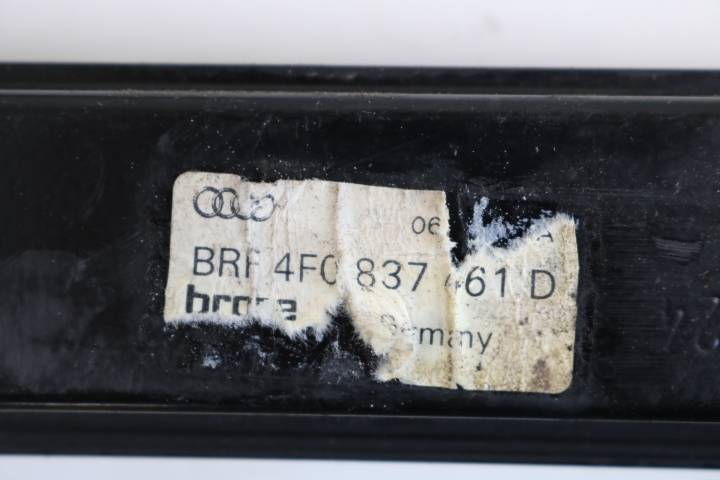 06 A
BRF 4F0 837 461 D
brose
Germany